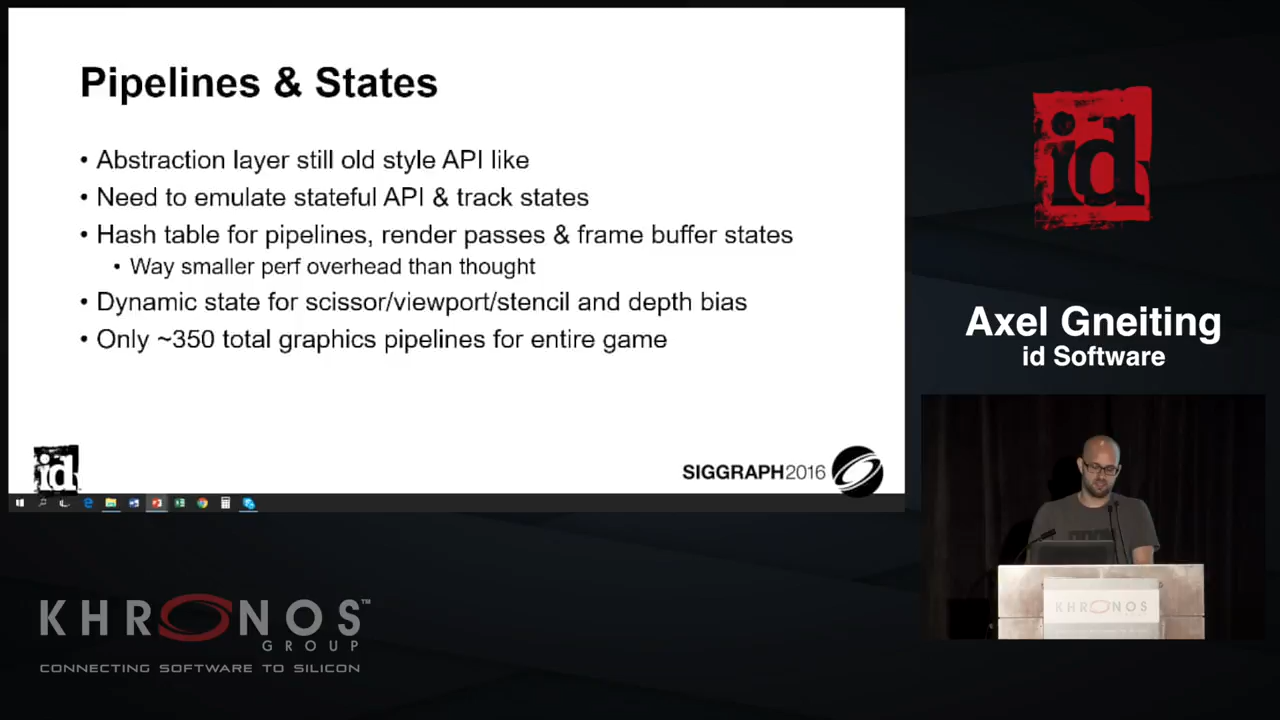 Pipelines & States
• Abstraction layer still old style API like
• Need to emulate stateful API & track states
• Hash table for pipelines, render passes & frame buffer states
• Way smaller perf overhead than thought
• Dynamic state for scissor/viewport/stencil and depth bias
• Only ~350 total graphics pipelines for entire game
id
SIGGRAPH2016
id
Axel Gneiting
id Software
KHRONOS™
GROUP
CONNECTING SOFTWARE TO SILICON
KHRONOS